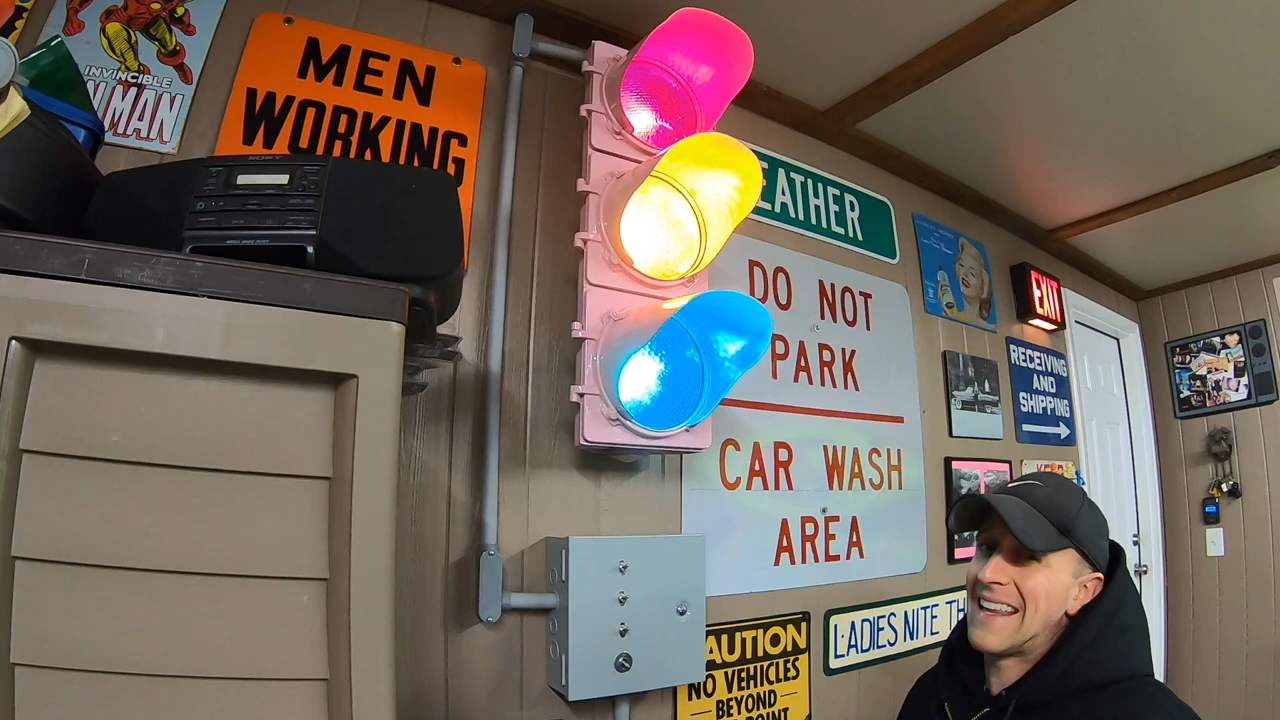 INVINCIBLE
N MAN
MEN
WORKING
SONY
EATHER
DO NOT
PARK
CAR WASH
AREA
EXIT
RECEIVING
AND
SHIPPING
AUTION
NO VEHICLES
BEYOND
LADIES NITE TH